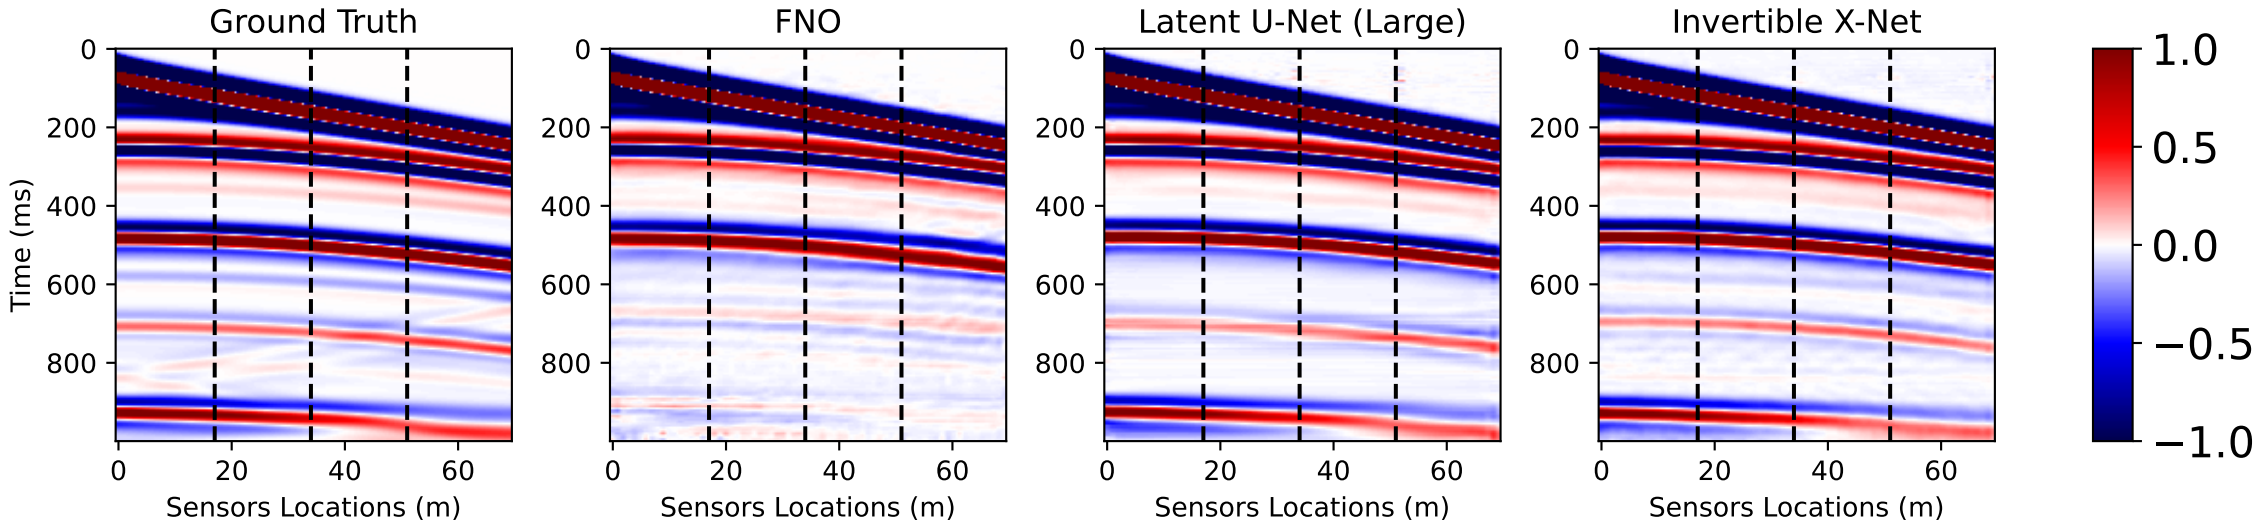 Ground Truth
FNO
Latent U-Net (Large)
Invertible X-Net
Time (ms)
0
200
400
600
800
0 20 40 60
Sensors Locations (m)
0
200
400
600
800
0 20 40 60
Sensors Locations (m)
0
200
400
600
800
0 20 40 60
Sensors Locations (m)
0
200
400
600
800
0 20 40 60
Sensors Locations (m)
1.0
0.5
0.0
−0.5
−1.0